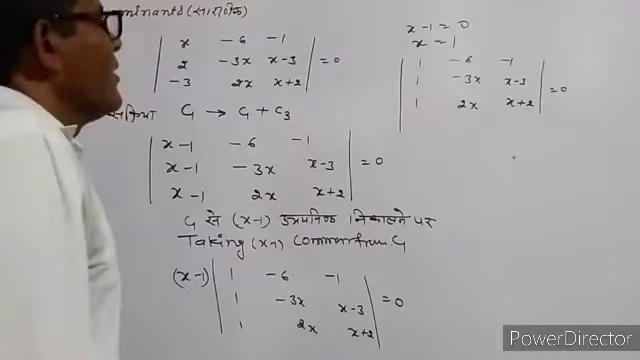 minants (सारणिक)
| x -6 -1 |
| 2 -3x x-3 | =0
| -3 2x x+2 |
C₁ → C₁ + C₃
| x-1 -6 -1 |
| x-1 -3x x-3 | =0
| x-1 2x x+2 |
C₁ से (x-1) उभयनिष्ठ निकालने पर
Taking (x-1) common from C₁
(x-1) | 1 -6 -1 |
| 1 -3x x-3 | =0
| 1 2x x+2 |
x-1=0
x=1
| 1 -6 -1 |
| 1 -3x x-3 | =0
| 1 2x x+2 |
PowerDirector